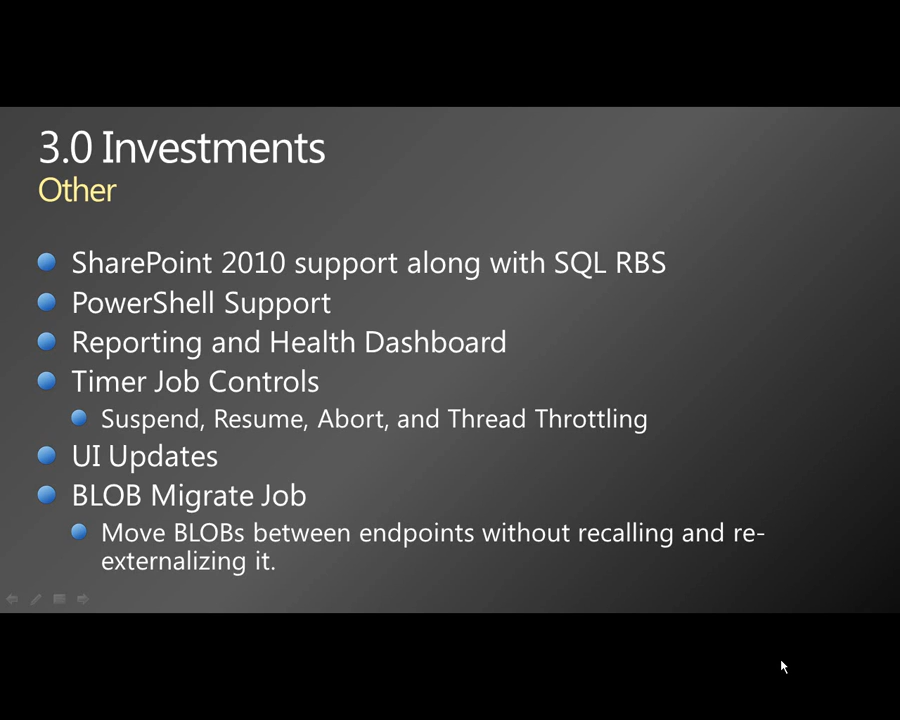 3.0 Investments
Other
SharePoint 2010 support along with SQL RBS
PowerShell Support
Reporting and Health Dashboard
Timer Job Controls
Suspend, Resume, Abort, and Thread Throttling
UI Updates
BLOB Migrate Job
Move BLOBs between endpoints without recalling and re-
externalizing it.